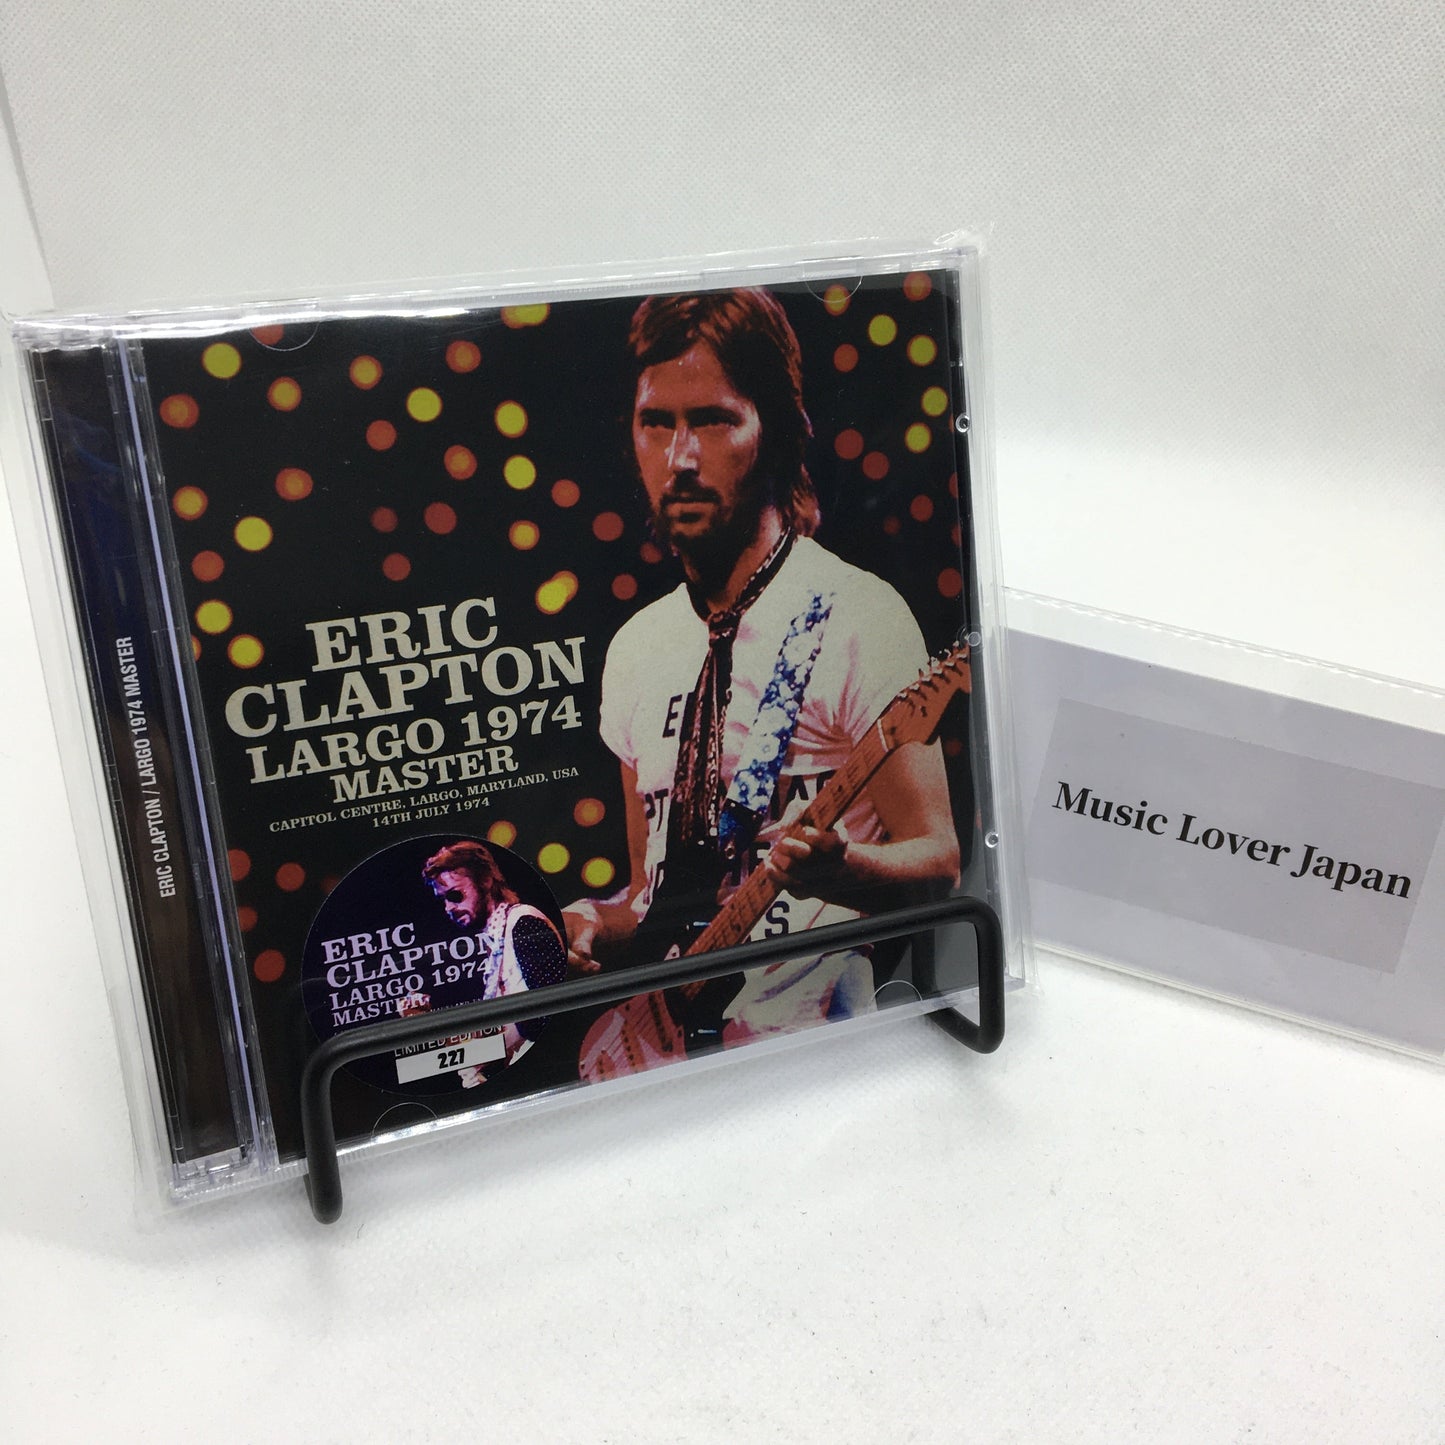 ERIC
CLAPTON
LARGO 1974
MASTER
CAPITOL CENTRE, LARGO, MARYLAND, USA
14TH JULY 1974
ERIC CLAPTON / LARGO 1974 MASTER
ERIC
CLAPTON
LARGO 1974
MASTER
LIMITED EDITION
227
Music Lover Japan